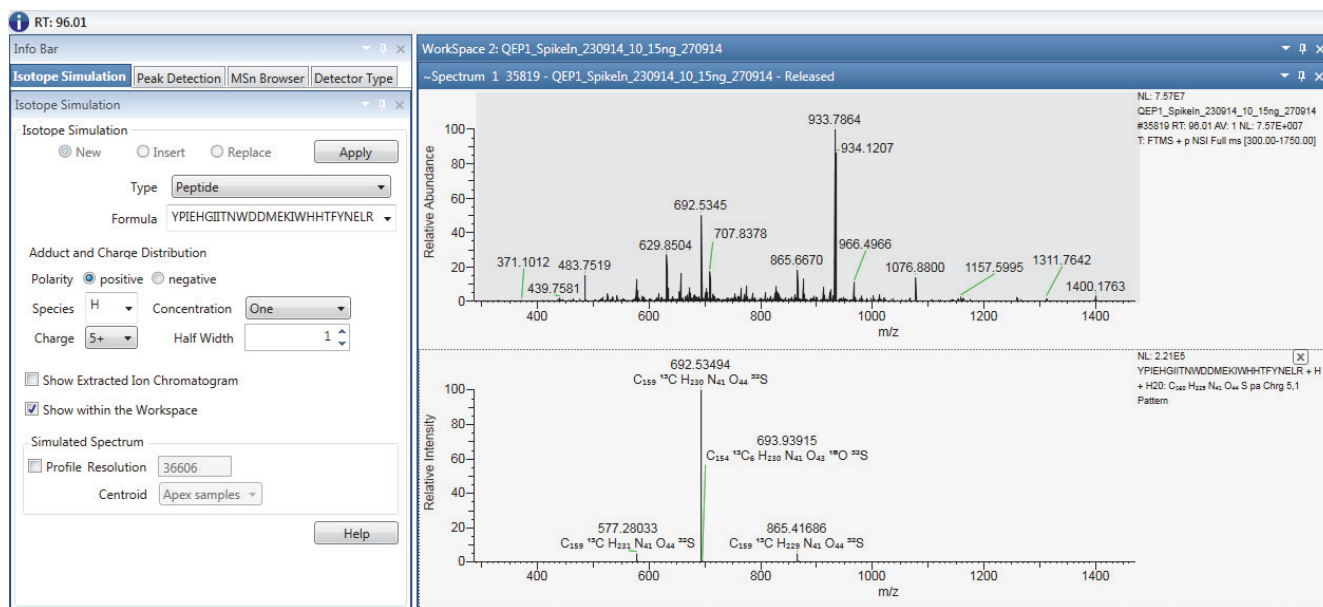 RT: 96.01
Info Bar
Isotope Simulation Peak Detection MSn Browser Detector Type
Isotope Simulation
Isotope Simulation
New Insert Replace Apply
Type Peptide
Formula YPIEHGIITNWDDMEKIWHHTFYNELR
Adduct and Charge Distribution
Polarity positive negative
Species H Concentration One
Charge 5+ Half Width 1
Show Extracted Ion Chromatogram
Show within the Workspace
Simulated Spectrum
Profile Resolution 36606
Centroid Apex samples
Help
WorkSpace 2: QEP1_SpikeIn_230914_10_15ng_270914
~Spectrum 1 35819 - QEP1_SpikeIn_230914_10_15ng_270914 - Released
NL: 7.57E7
QEP1_SpikeIn_230914_10_15ng_270914
#35819 RT: 96.01 AV: 1 NL: 7.57E+007
T: FTMS + p NSI Full ms [300.00-1750.00]
Relative Abundance
100
80
60
40
20
0
933.7864
934.1207
692.5345
707.8378
629.8504
966.4966
865.6670
371.1012
483.7519
1076.8800
1157.5995
1311.7642
439.7581
1400.1763
400 600 800 1000 1200 1400
m/z
NL: 2.21E5
YPIEHGIITNWDDMEKIWHHTFYNELR + H
+ H20: C₁₆₀ H₂₂₅ N₄₁ O₄₄ S pa Chrg 5,1
Pattern
Relative Intensity
100
80
60
40
20
0
692.53494
C₁₅₉ ¹³C H₂₃₀ N₄₁ O₄₄ ³²S
693.93915
C₁₅₄ ¹³C₆ H₂₃₀ N₄₁ O₄₃ ¹⁸O ³²S
577.28033
C₁₅₉ ¹³C H₂₃₁ N₄₁ O₄₄ ³²S
865.41686
C₁₅₉ ¹³C H₂₂₉ N₄₁ O₄₄ ³²S
400 600 800 1000 1200 1400
m/z